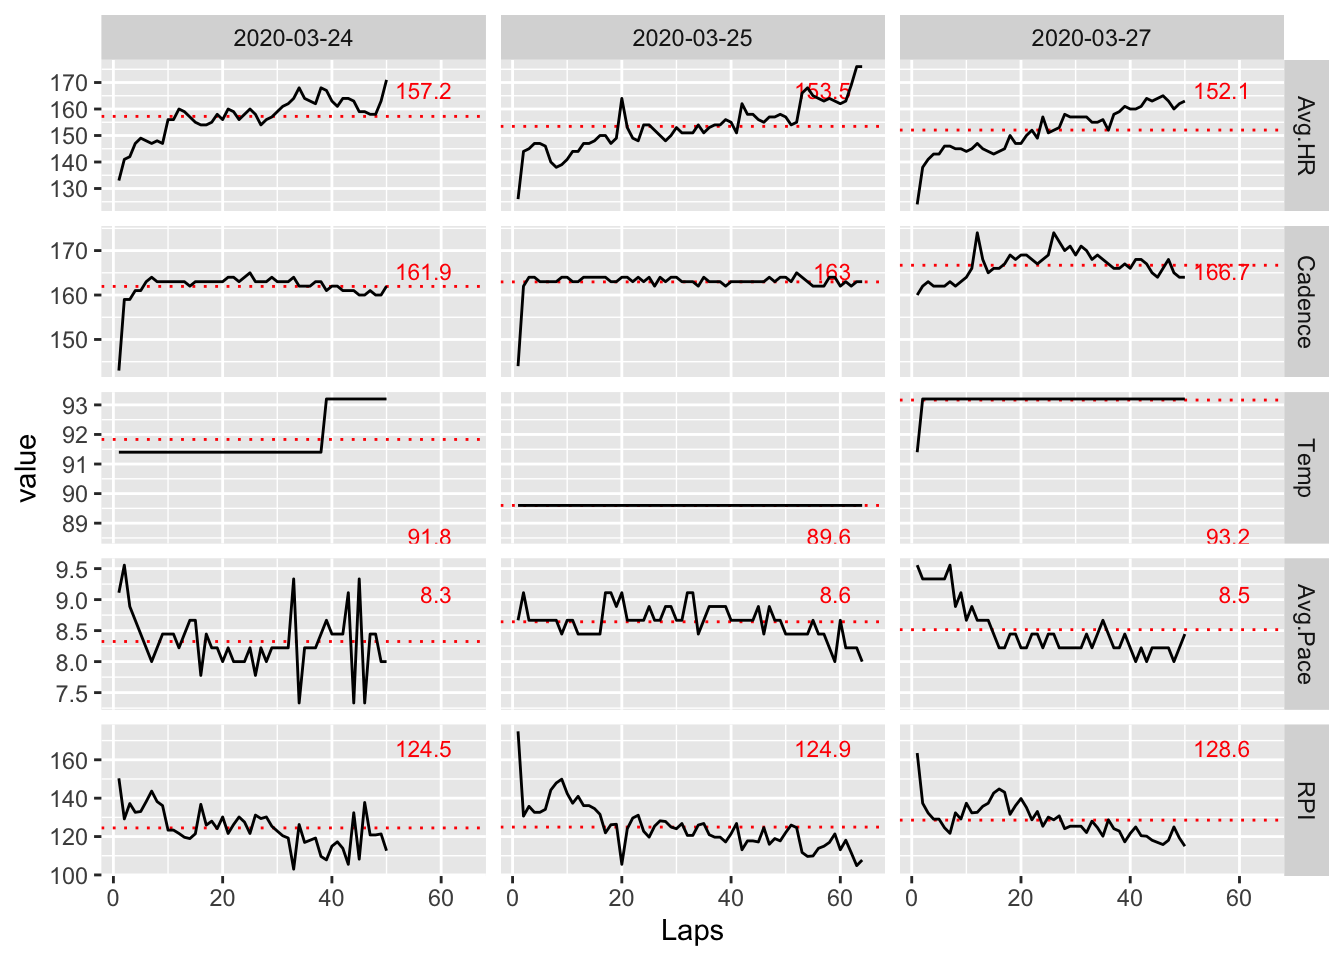 2020-03-24 2020-03-25 2020-03-27
170
160
150
140
130
157.2 153.5 152.1
Avg.HR
170
160
150
161.9 163 166.7
Cadence
93
92
91
90
89
91.8 89.6 93.2
Temp
9.5
9.0
8.5
8.0
7.5
8.3 8.6 8.5
Avg.Pace
160
140
120
100
124.5 124.9 128.6
RPI
value
0 20 40 60 0 20 40 60 0 20 40 60
Laps